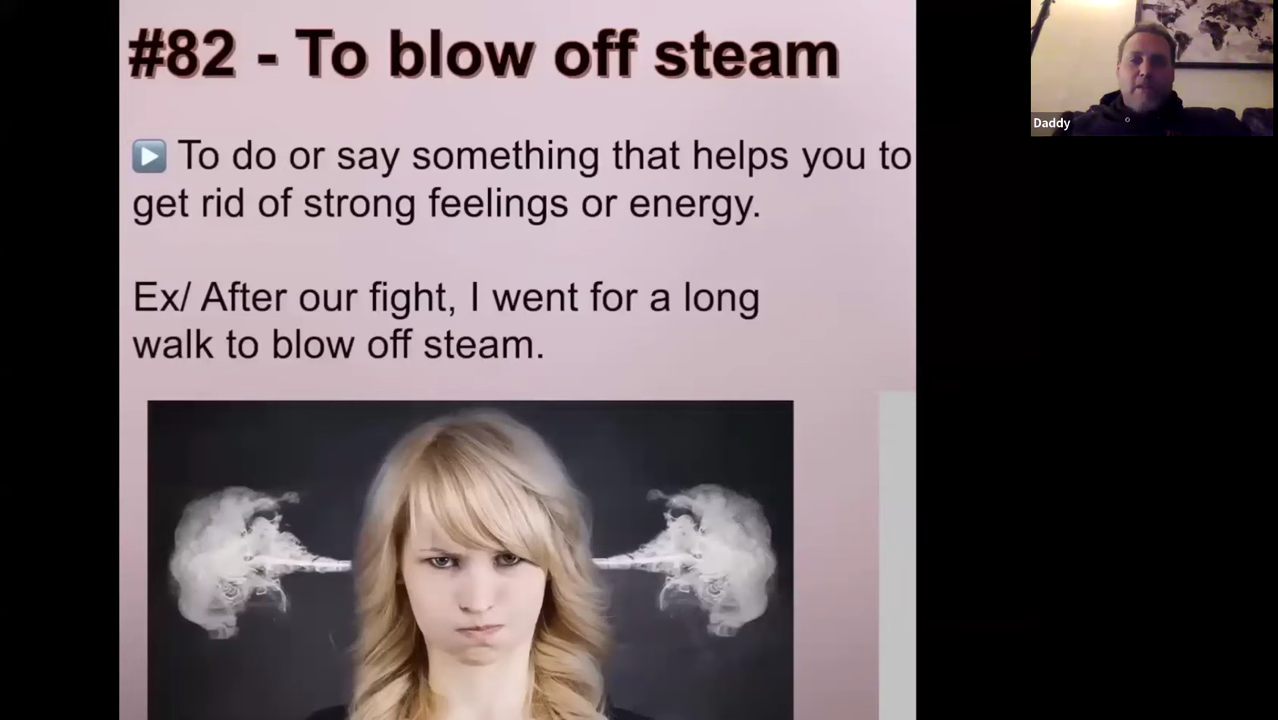 #82 - To blow off steam
▶️ To do or say something that helps you to
get rid of strong feelings or energy.
Ex/ After our fight, I went for a long
walk to blow off steam.
Daddy